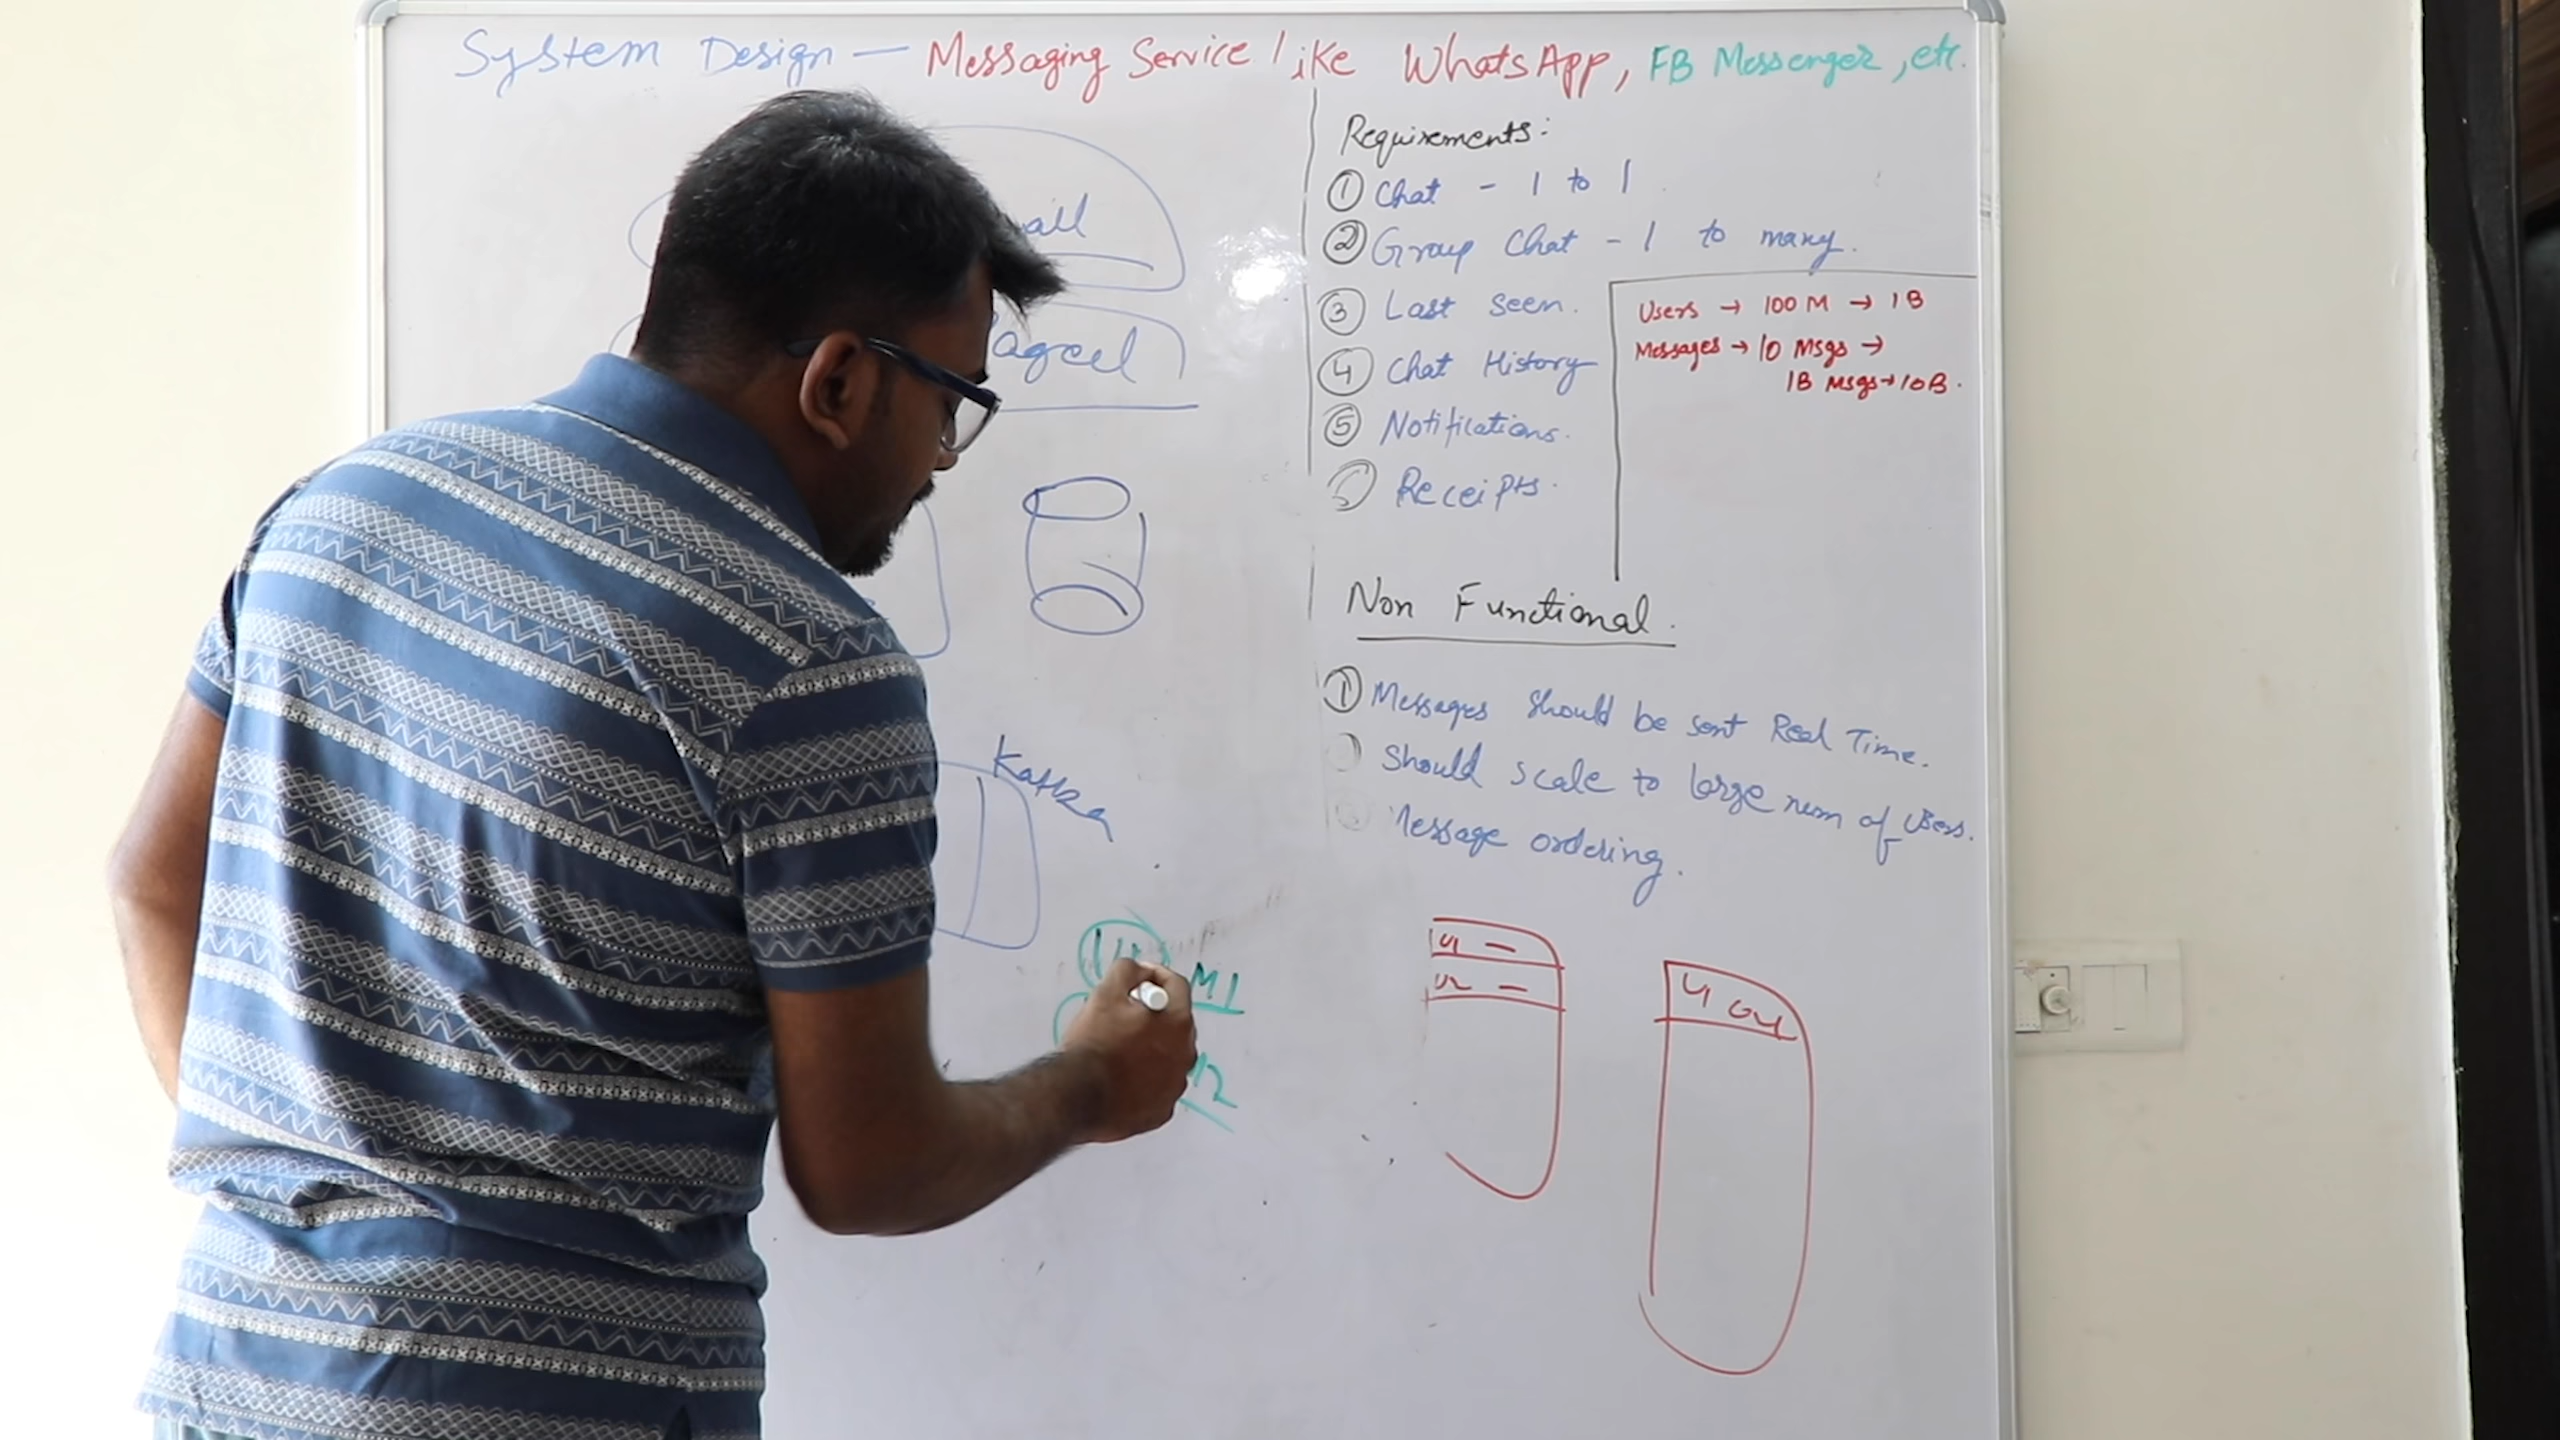 System Design — Messaging Service like WhatsApp, FB Messenger, etc.
Requirements:
① Chat - 1 to 1
② Group Chat - 1 to many.
③ Last Seen.
④ Chat History
⑤ Notifications.
Receipts.
Users → 100 M → 1 B
Messages → 10 Msgs →
1B Msgs → 10B.
Non Functional.
① Messages should be sent Real Time.
Should scale to large num of users.
Message ordering.
Kafka
M1
U1 —
U2 —